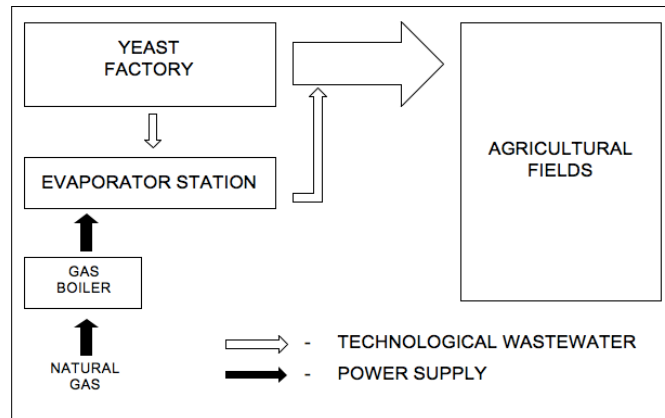 YEAST
FACTORY
EVAPORATOR STATION
AGRICULTURAL
FIELDS
GAS
BOILER
NATURAL
GAS
- TECHNOLOGICAL WASTEWATER
- POWER SUPPLY